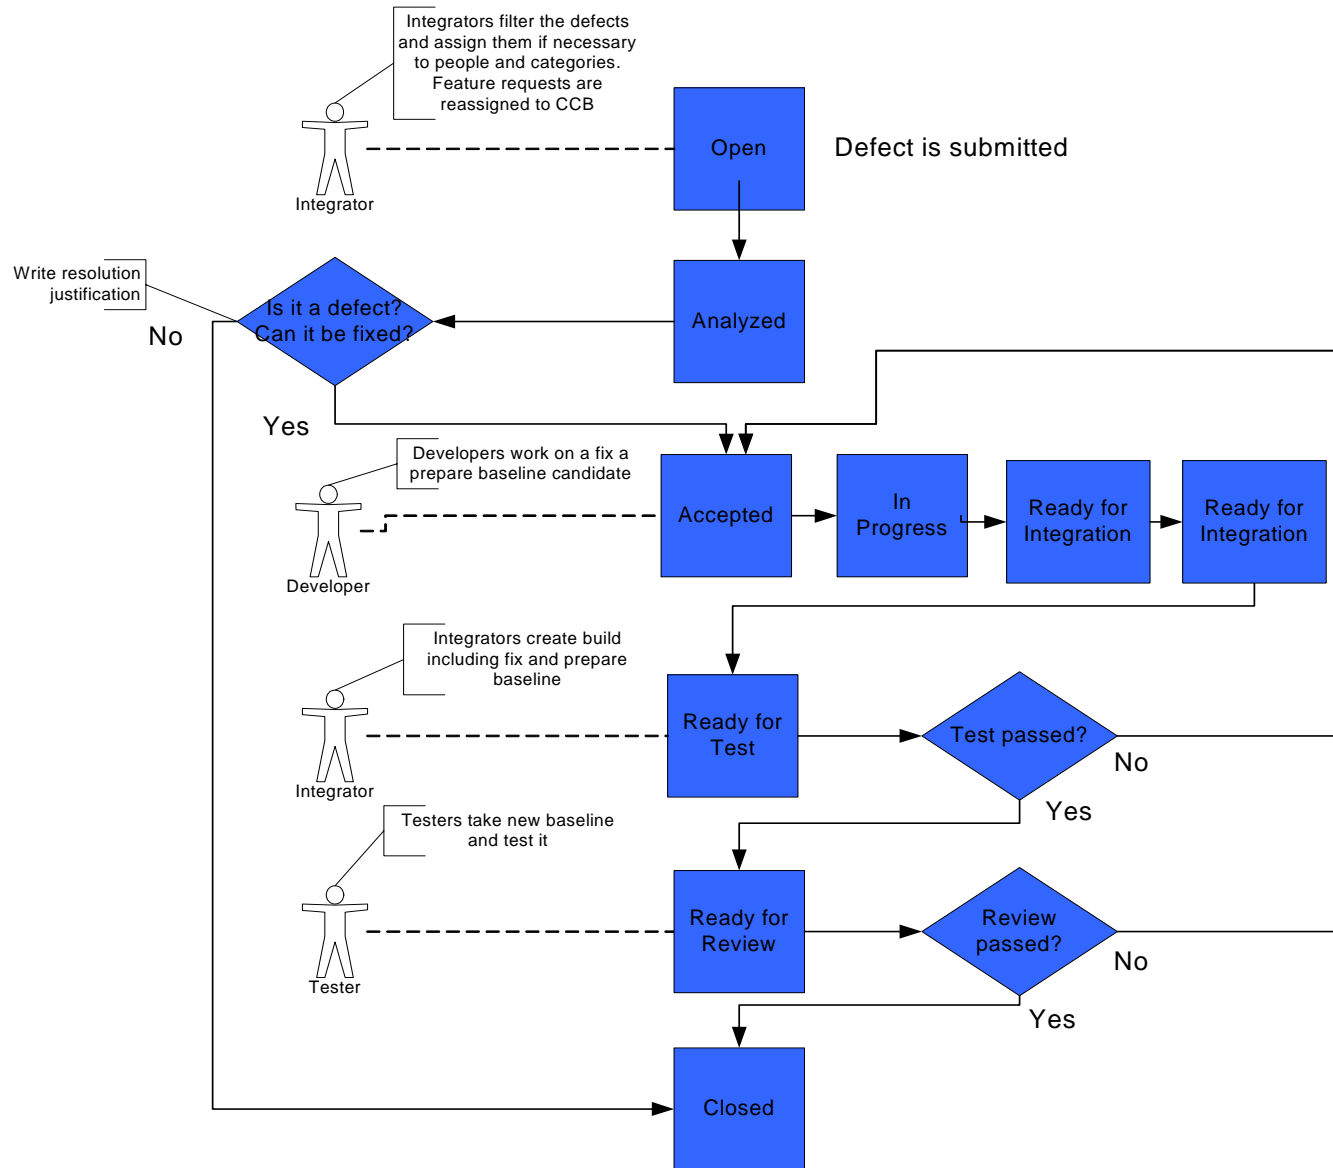 Integrators filter the defects
and assign them if necessary
to people and categories.
Feature requests are
reassigned to CCB
Integrator
Open
Defect is submitted
Write resolution
justification
No
Is it a defect?
Can it be fixed?
Analyzed
Yes
Developers work on a fix a
prepare baseline candidate
Developer
Accepted
In
Progress
Ready for
Integration
Ready for
Integration
Integrators create build
including fix and prepare
baseline
Integrator
Ready for
Test
Test passed?
No
Yes
Testers take new baseline
and test it
Tester
Ready for
Review
Review
passed?
No
Yes
Closed